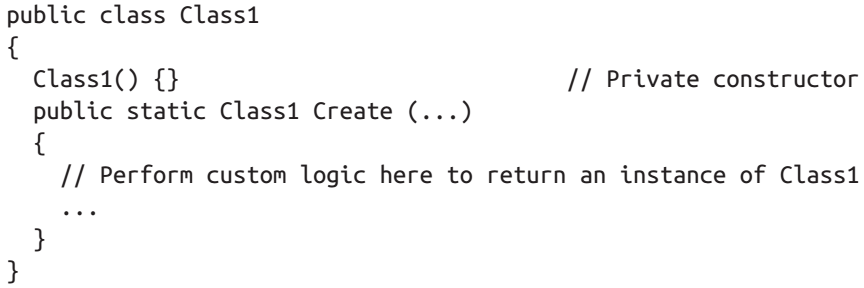 public class Class1
{
  Class1() {}                             // Private constructor
  public static Class1 Create (...)
  {
    // Perform custom logic here to return an instance of Class1
    ...
  }
}